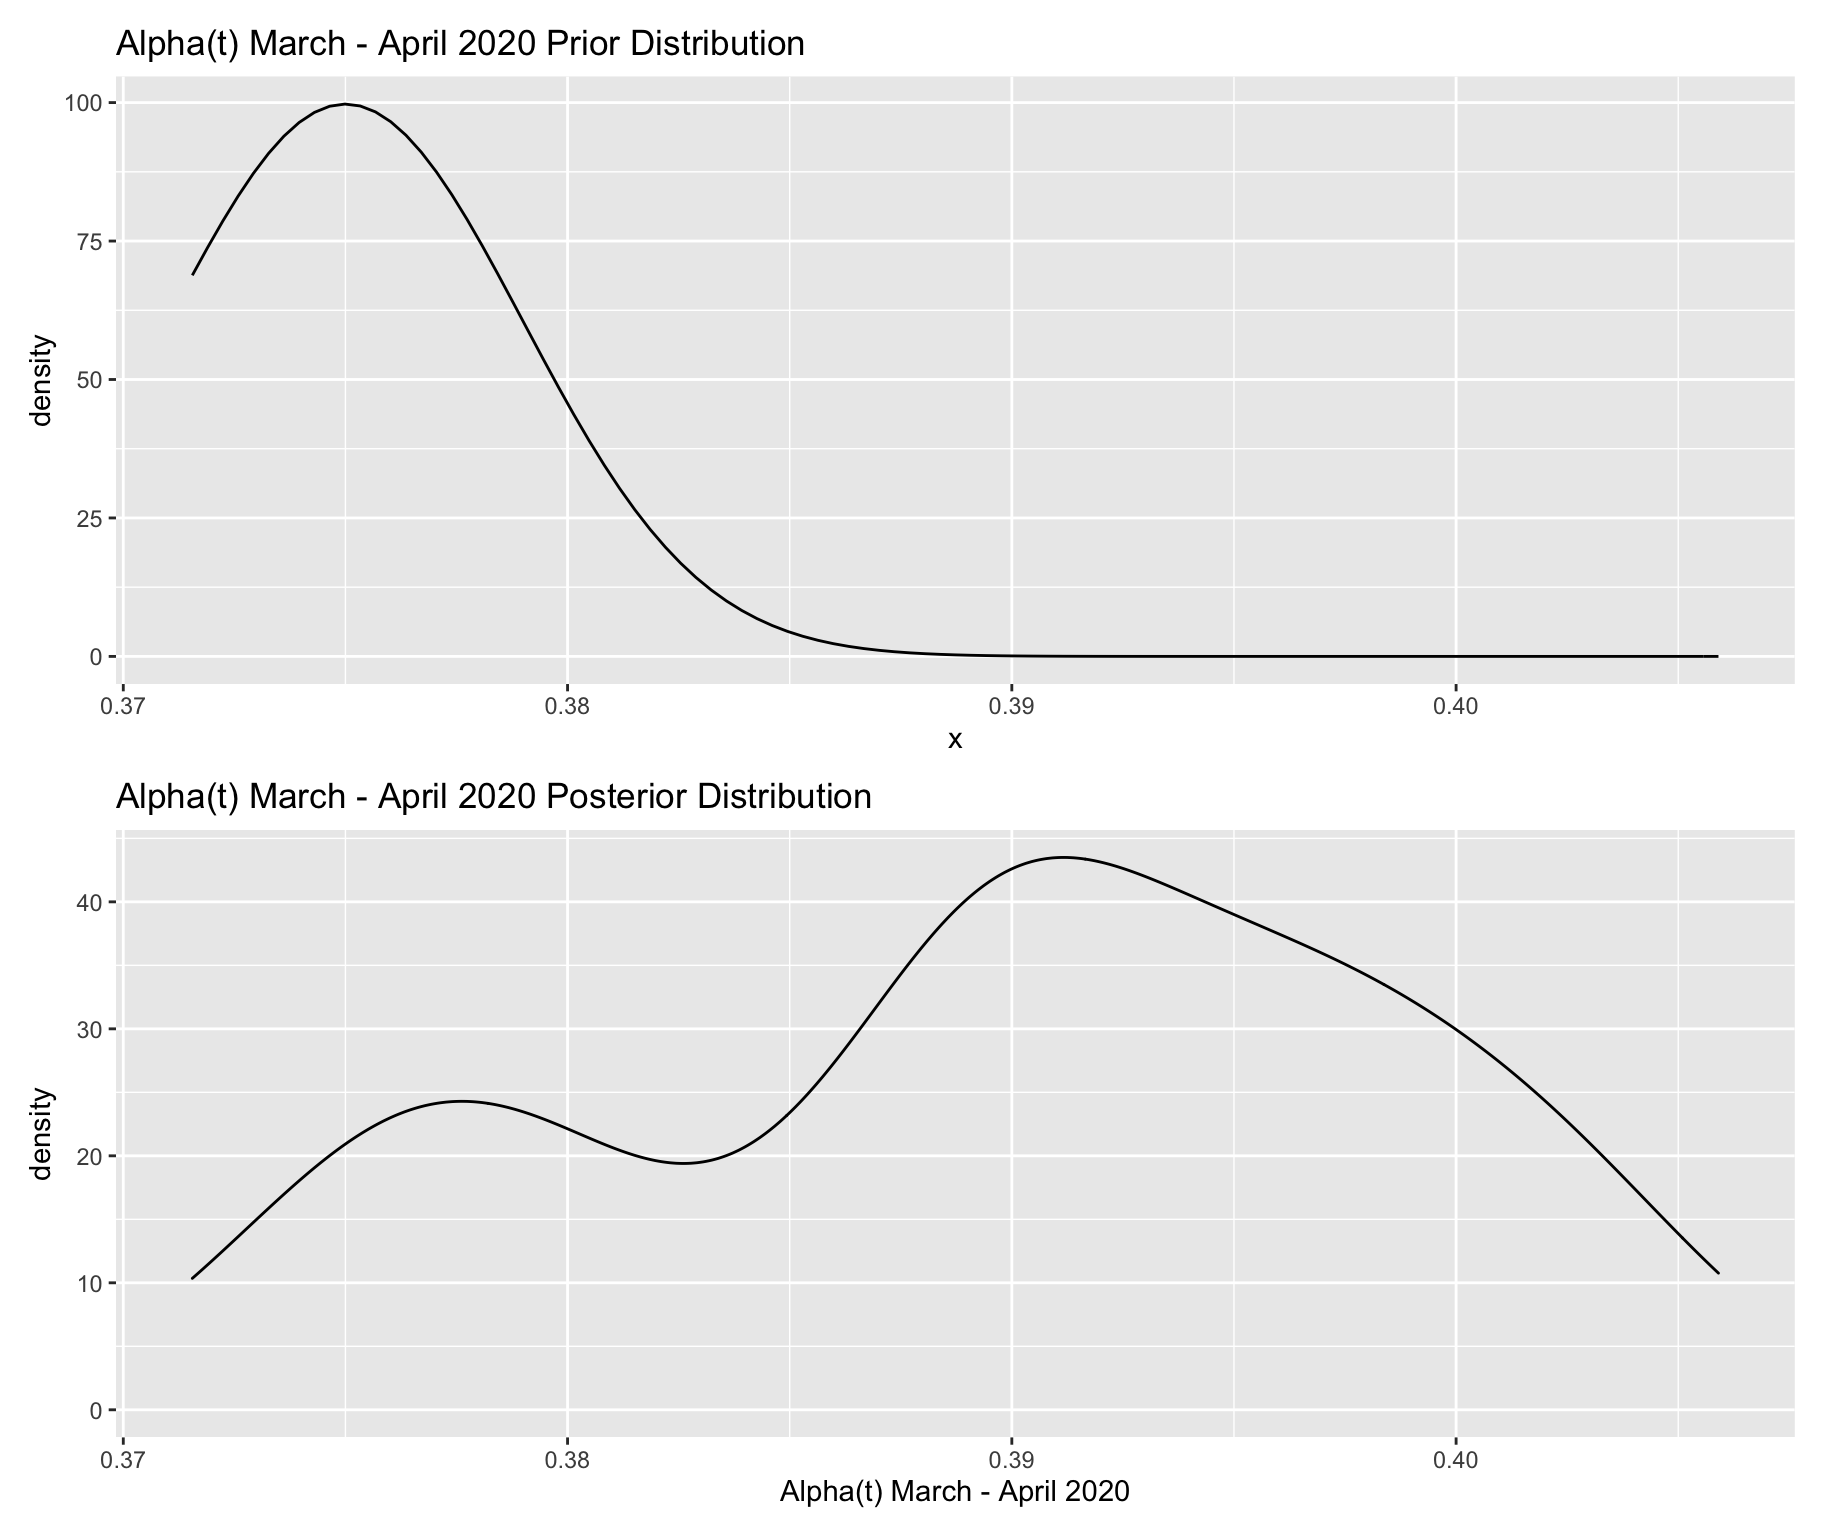 Alpha(t) March - April 2020 Prior Distribution
100
75
50
25
0
density
0.37 0.38 0.39 0.40
x
Alpha(t) March - April 2020 Posterior Distribution
40
30
20
10
0
density
0.37 0.38 0.39 0.40
Alpha(t) March - April 2020